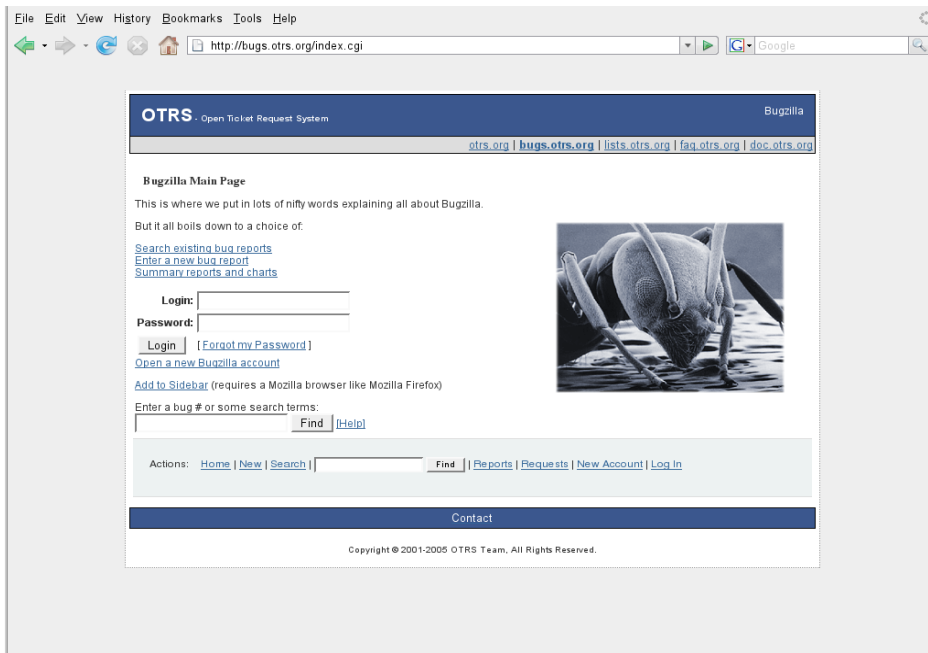 File Edit View History Bookmarks Tools Help
http://bugs.otrs.org/index.cgi
G Google
OTRS - Open Ticket Request System
Bugzilla
otrs.org | bugs.otrs.org | lists.otrs.org | faq.otrs.org | doc.otrs.org
Bugzilla Main Page
This is where we put in lots of nifty words explaining all about Bugzilla.
But it all boils down to a choice of:
Search existing bug reports
Enter a new bug report
Summary reports and charts
Login:
Password:
Login [ Forgot my Password ]
Open a new Bugzilla account
Add to Sidebar (requires a Mozilla browser like Mozilla Firefox)
Enter a bug # or some search terms:
Find [Help]
Actions: Home | New | Search | Find | Reports | Requests | New Account | Log In
Contact
Copyright © 2001-2005 OTRS Team, All Rights Reserved.